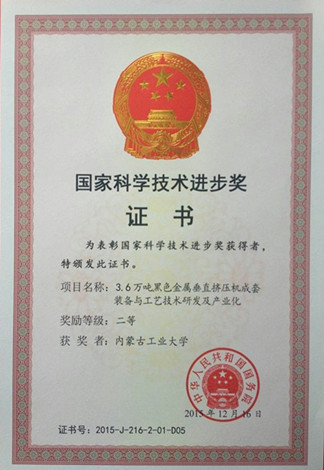 国家科学技术进步奖
证书
为表彰国家科学技术进步奖获得者，
特颁发此证书。
项目名称：3.6万吨黑色金属垂直挤压机成套
装备与工艺技术研发及产业化
奖励等级：二等
获奖者：内蒙古工业大学
中华人民共和国国务院
2015年12月16日
证书号：2015-J-216-2-01-D05